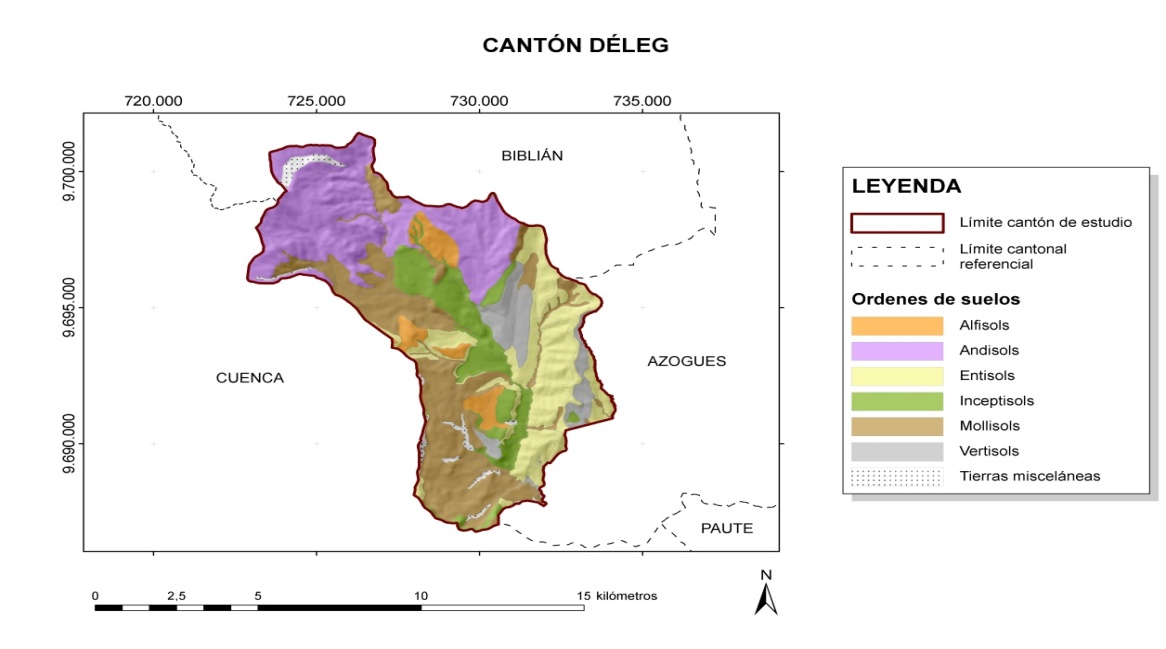 CANTÓN DÉLEG
720.000 725.000 730.000 735.000
9.700.000
9.695.000
9.690.000
BIBLIÁN
CUENCA
AZOGUES
PAUTE
LEYENDA
Límite cantón de estudio
Límite cantonal
referencial
Ordenes de suelos
Alfisols
Andisols
Entisols
Inceptisols
Mollisols
Vertisols
Tierras misceláneas
N
0 2,5 5 10 15 kilómetros